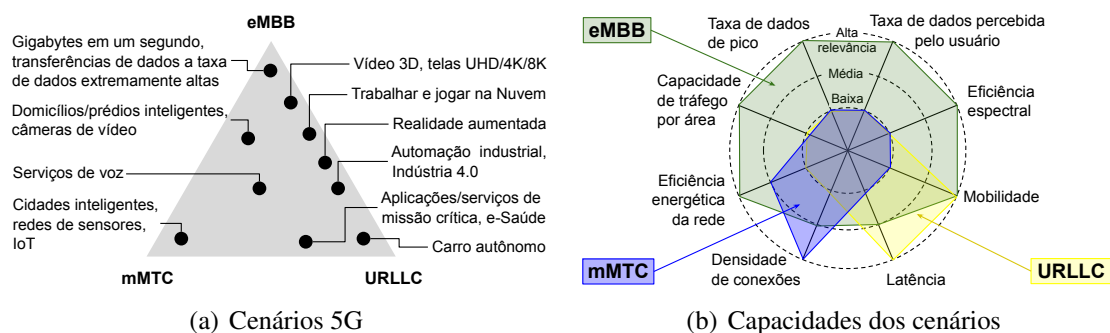 eMBB
Gigabytes em um segundo,
transferências de dados a taxa
de dados extremamente altas
Domicílios/prédios inteligentes,
câmeras de vídeo
Serviços de voz
Cidades inteligentes,
redes de sensores,
IoT
Vídeo 3D, telas UHD/4K/8K
Trabalhar e jogar na Nuvem
Realidade aumentada
Automação industrial,
Indústria 4.0
Aplicações/serviços de
missão crítica, e-Saúde
Carro autônomo
mMTC
URLLC
(a) Cenários 5G
eMBB
Taxa de dados
de pico
Alta
relevância
Média
Baixa
Taxa de dados percebida
pelo usuário
Capacidade
de tráfego
por área
Eficiência
espectral
Eficiência
energética
da rede
Mobilidade
mMTC
Densidade
de conexões
Latência
URLLC
(b) Capacidades dos cenários